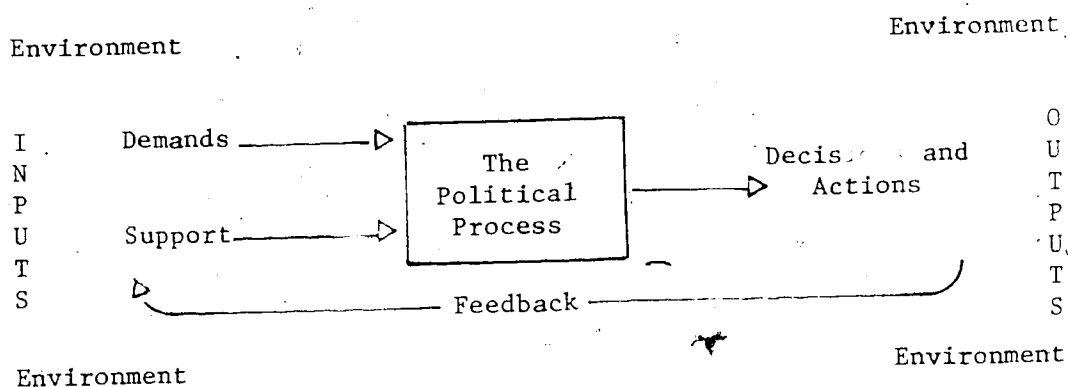 Environment
Environment
INPUTS
Demands
Support
The
Political
Process
and
Actions
OUTPUTS
Feedback
Environment
Environment